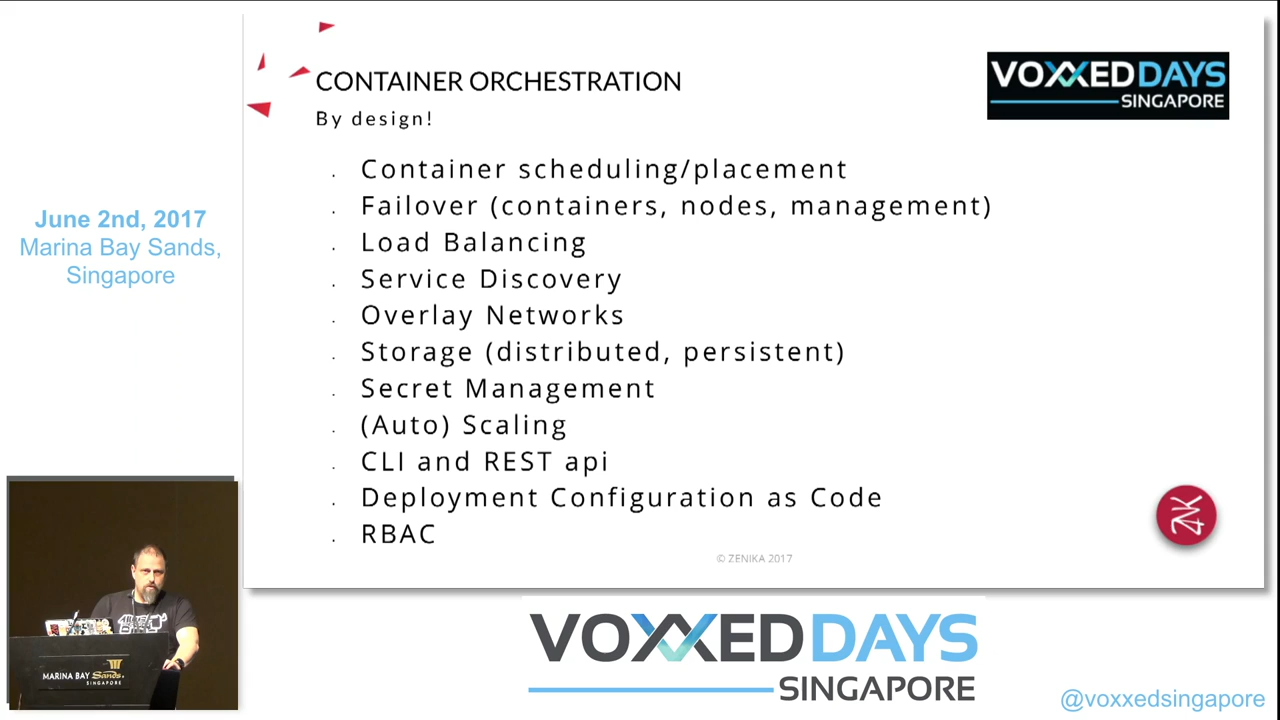 CONTAINER ORCHESTRATION
By design!
VOXXED DAYS
SINGAPORE
. Container scheduling/placement
. Failover (containers, nodes, management)
. Load Balancing
. Service Discovery
. Overlay Networks
. Storage (distributed, persistent)
. Secret Management
. (Auto) Scaling
. CLI and REST api
. Deployment Configuration as Code
. RBAC
© ZENIKA 2017
ZNK
June 2nd, 2017
Marina Bay Sands,
Singapore
MARINA BAY Sands.
SINGAPORE
VOXXED DAYS
SINGAPORE
@voxxedsingapore